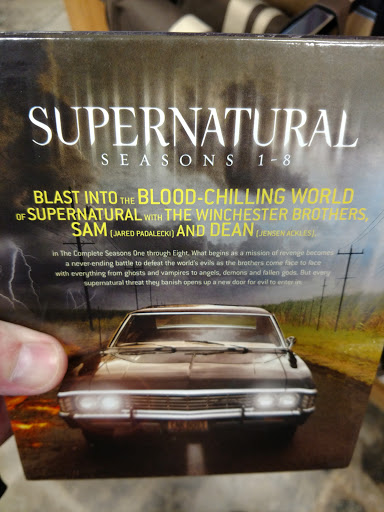 SUPERNATURAL
SEASONS 1-8
BLAST INTO THE BLOOD-CHILLING WORLD
OF SUPERNATURAL WITH THE WINCHESTER BROTHERS,
SAM (JARED PADALECKI) AND DEAN (JENSEN ACKLES),
in The Complete Seasons One through Eight. What begins as a mission of revenge becomes
a never-ending battle to defeat the world's evils as the brothers come face to face
with everything from ghosts and vampires to angels, demons and fallen gods. But every
supernatural threat they banish opens up a new door for evil to enter in.